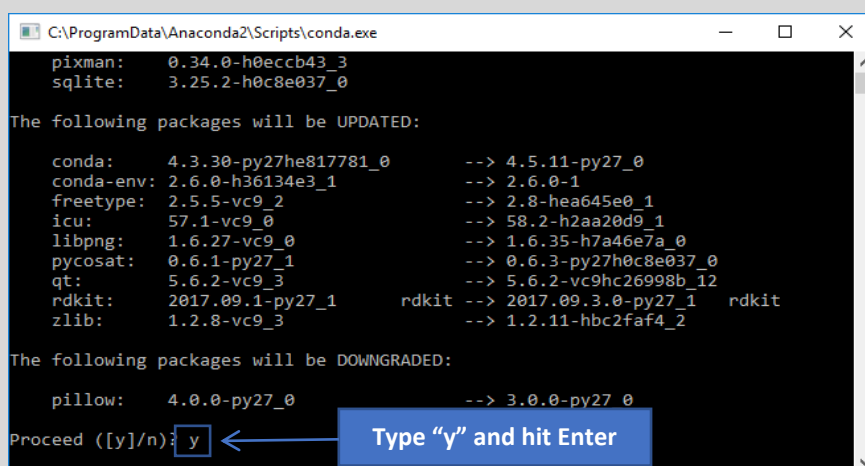 C:\ProgramData\Anaconda2\Scripts\conda.exe
pixman: 0.34.0-h0eccb43_3
sqlite: 3.25.2-h0c8e037_0
The following packages will be UPDATED:
conda: 4.3.30-py27he817781_0 --> 4.5.11-py27_0
conda-env: 2.6.0-h36134e3_1 --> 2.6.0-1
freetype: 2.5.5-vc9_2 --> 2.8-hea645e0_1
icu: 57.1-vc9_0 --> 58.2-h2aa20d9_1
libpng: 1.6.27-vc9_0 --> 1.6.35-h7a46e7a_0
pycosat: 0.6.1-py27_1 --> 0.6.3-py27h0c8e037_0
qt: 5.6.2-vc9_3 --> 5.6.2-vc9hc26998b_12
rdkit: 2017.09.1-py27_1 rdkit --> 2017.09.3.0-py27_1 rdkit
zlib: 1.2.8-vc9_3 --> 1.2.11-hbc2faf4_2
The following packages will be DOWNGRADED:
pillow: 4.0.0-py27_0 --> 3.0.0-py27_0
Proceed ([y]/n)? y
Type “y” and hit Enter